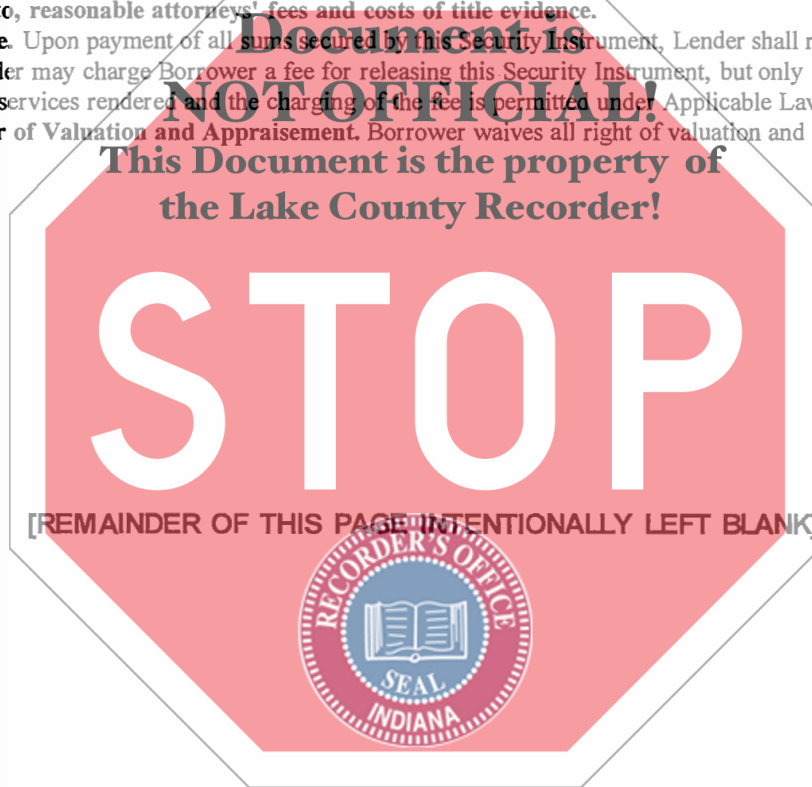 to, reasonable attorneys' fees and costs of title evidence.
Upon payment of all sums secured by this Security Instrument, Lender shall
may charge Borrower a fee for releasing this Security Instrument, but only
services rendered and the charging of the fee is permitted under Applicable
of Valuation and Appraisement. Borrower waives all right of valuation and
Document is
NOT OFFICIAL!
This Document is the property of
the Lake County Recorder!
STOP
[REMAINDER OF THIS PAGE INTENTIONALLY LEFT BLANK]
RECORDER'S OFFICE
SEAL
INDIANA